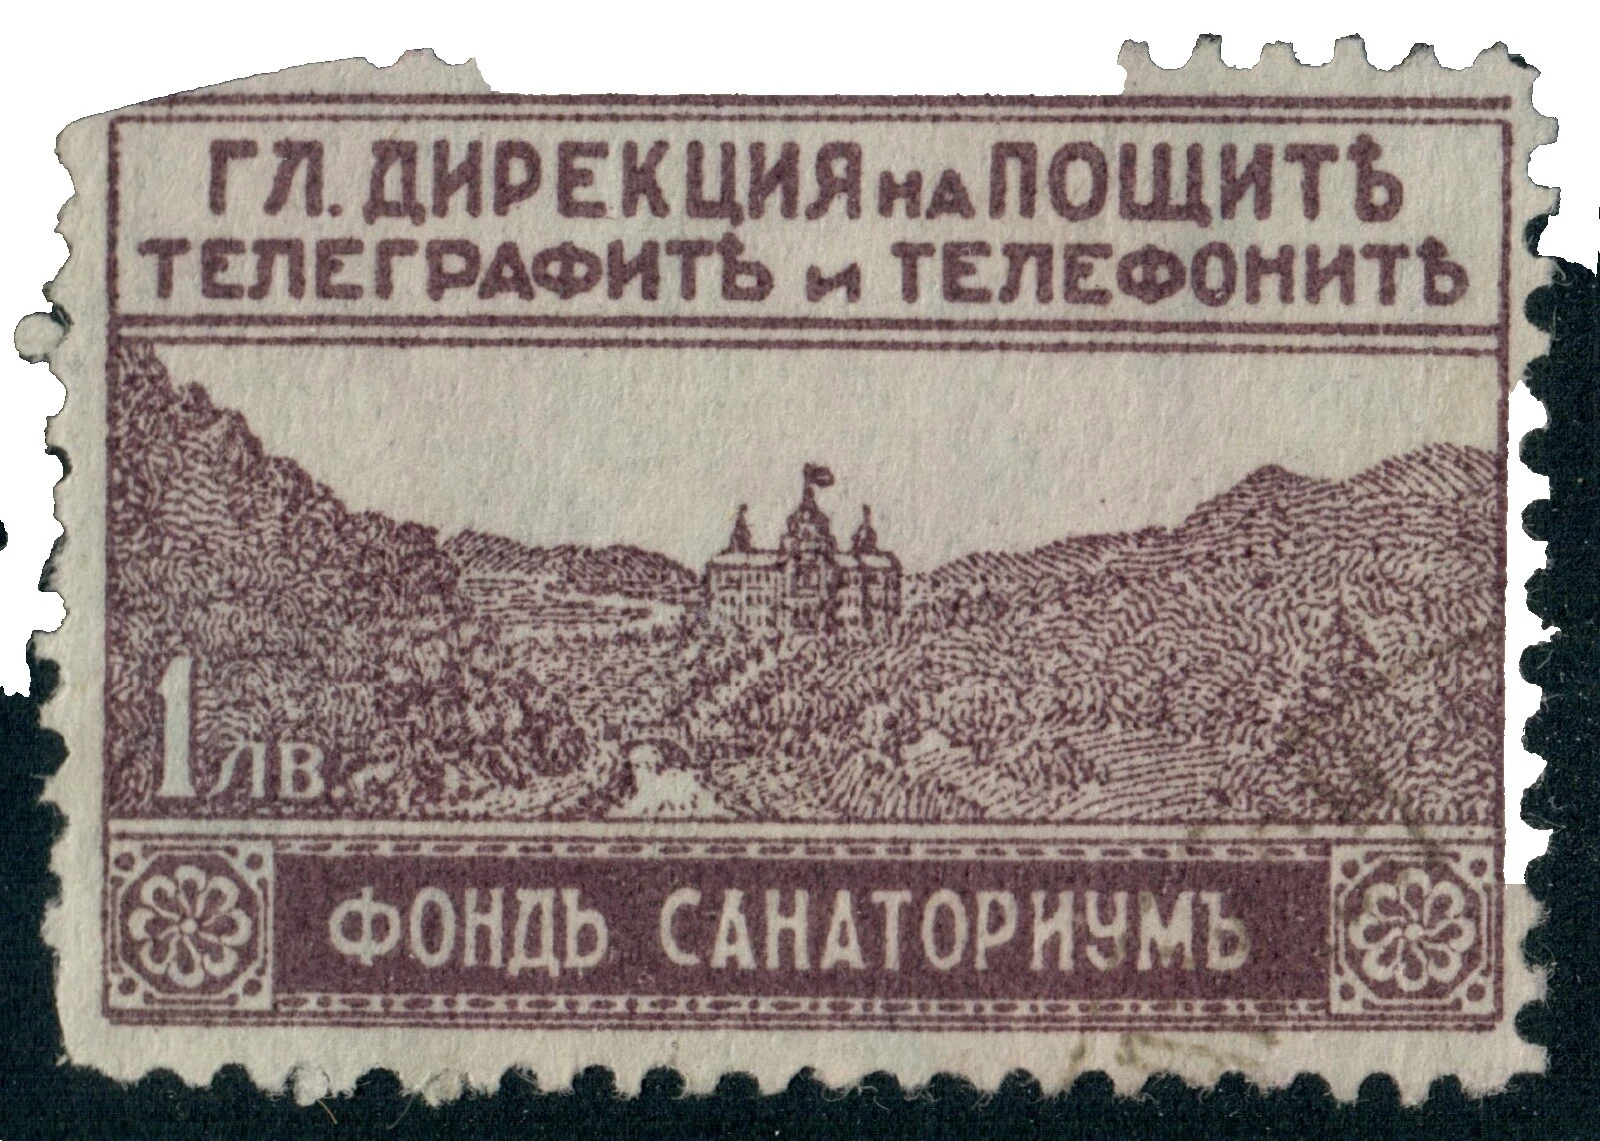 ГЛ. ДИРЕКЦИЯ НА ПОЩИТѢ
ТЕЛЕГРАФИТѢ И ТЕЛЕФОНИТѢ
1 ЛВ.
ФОНДЪ САНАТОРИУМЪ